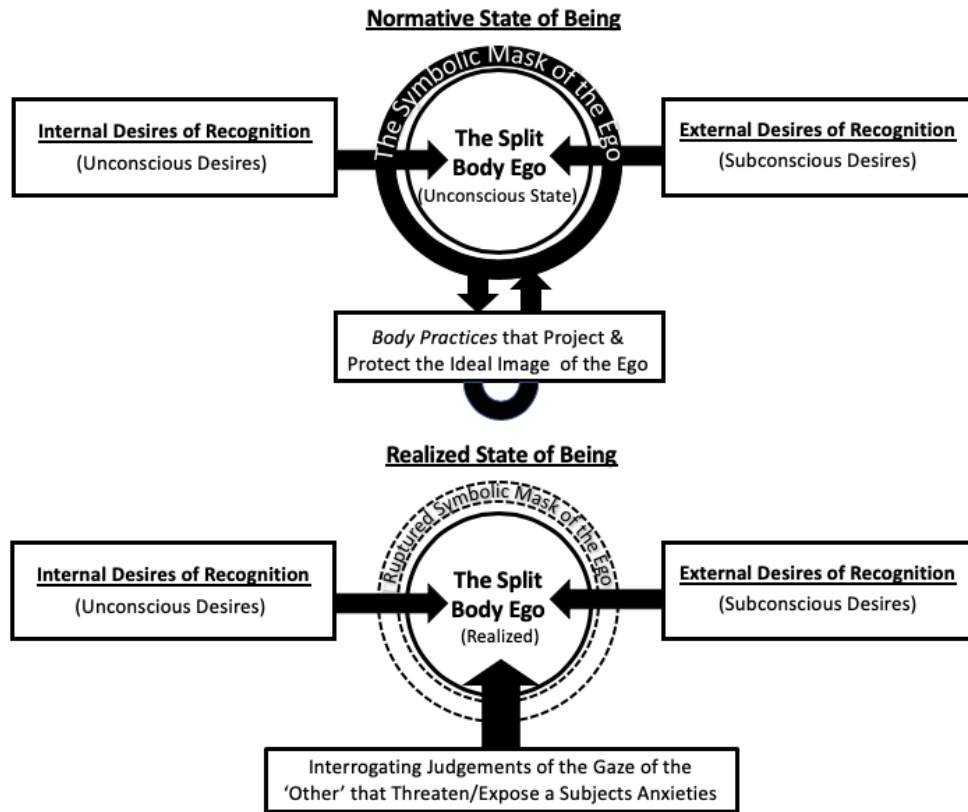 Normative State of Being
The Symbolic Mask of the Ego
Internal Desires of Recognition
(Unconscious Desires)
The Split
Body Ego
(Unconscious State)
External Desires of Recognition
(Subconscious Desires)
Body Practices that Project &
Protect the Ideal Image of the Ego
Realized State of Being
Ruptured Symbolic Mask of the Ego
Internal Desires of Recognition
(Unconscious Desires)
The Split
Body Ego
(Realized)
External Desires of Recognition
(Subconscious Desires)
Interrogating Judgements of the Gaze of the
‘Other’ that Threaten/Expose a Subjects Anxieties